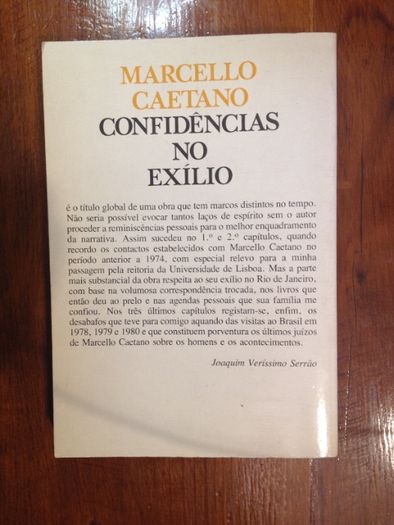 MARCELLO
CAETANO
CONFIDÊNCIAS
NO
EXÍLIO
é o título global de uma obra que tem marcos distintos no tempo.
Não seria possível evocar tantos laços de espírito sem o autor
proceder a reminiscências pessoais para o melhor enquadramento
da narrativa. Assim sucedeu no 1.º e 2.º capítulos, quando
recordo os contactos estabelecidos com Marcello Caetano no
período anterior a 1974, com especial relevo para a minha
passagem pela reitoria da Universidade de Lisboa. Mas a parte
mais substancial da obra respeita ao seu exílio no Rio de Janeiro,
com base na volumosa correspondência trocada, nos livros que
então deu ao prelo e nas agendas pessoais que sua família me
confiou. Nos três últimos capítulos registam-se, enfim, os
desabafos que teve para comigo aquando das visitas ao Brasil em
1978, 1979 e 1980 e que constituem porventura os últimos juízos
de Marcello Caetano sobre os homens e os acontecimentos.
Joaquim Veríssimo Serrão